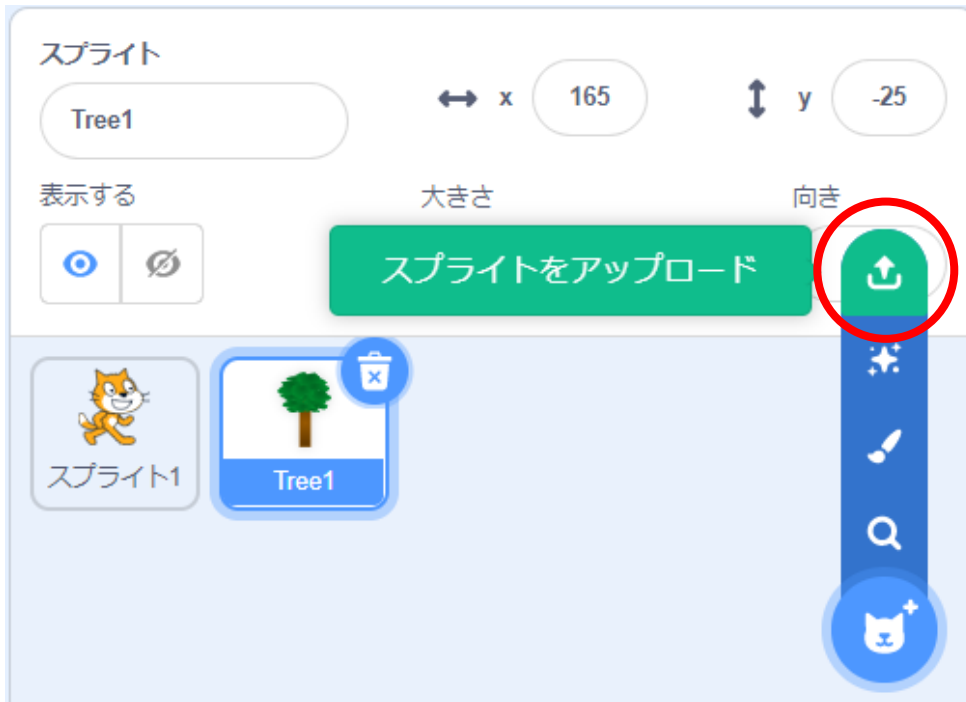 スプライト
Tree1
x 165
y -25
表示する
大きさ
向き
スプライトをアップロード
スプライト1
Tree1